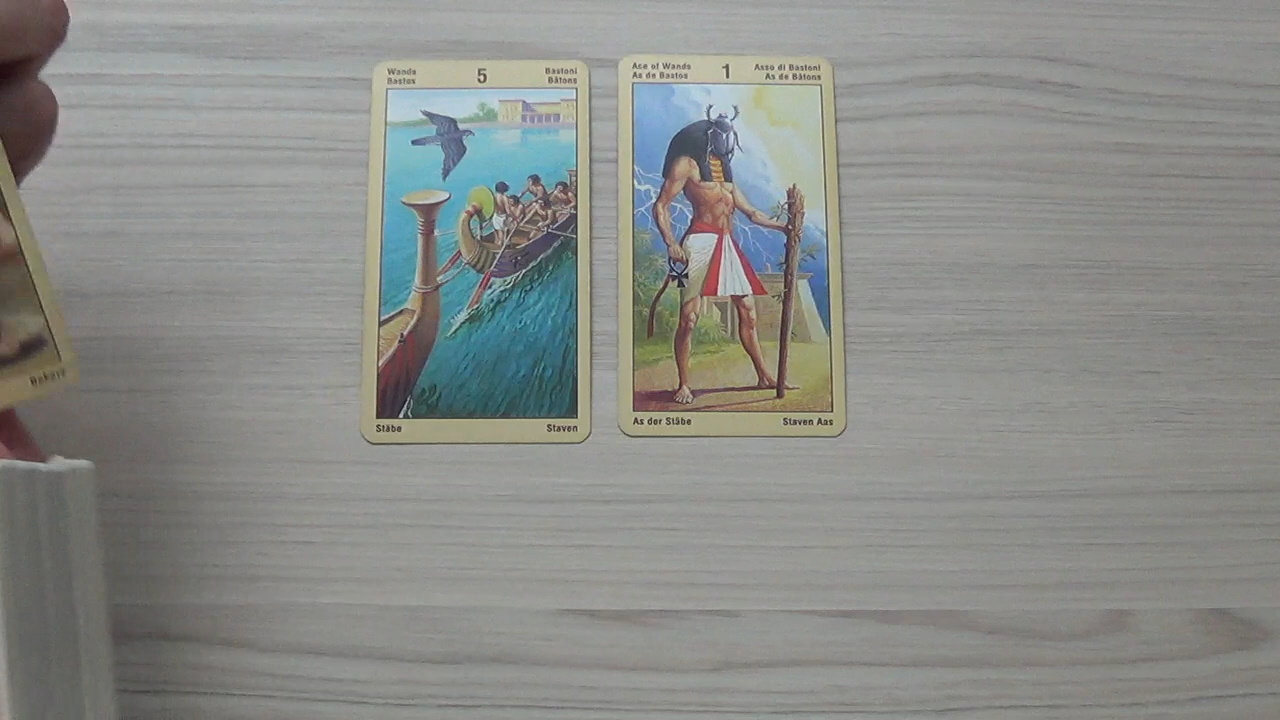 Wands 5 Bastoni
Bastos Bâtons
Stäbe Staven
Ace of Wands 1 Asso di Bastoni
As de Bastos As de Bâtons
As der Stäbe Staven Aas